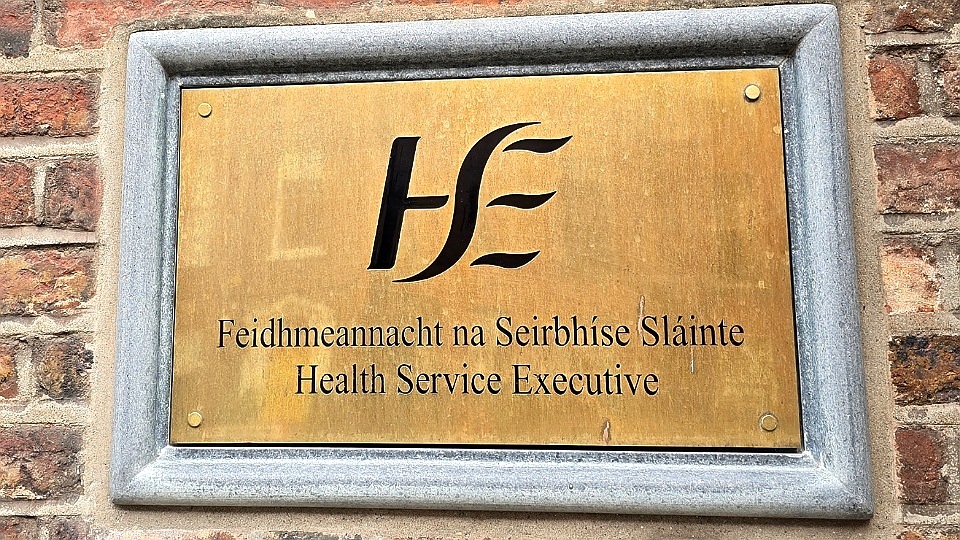 HSE
Feidhmeannacht na Seirbhíse Sláinte
Health Service Executive